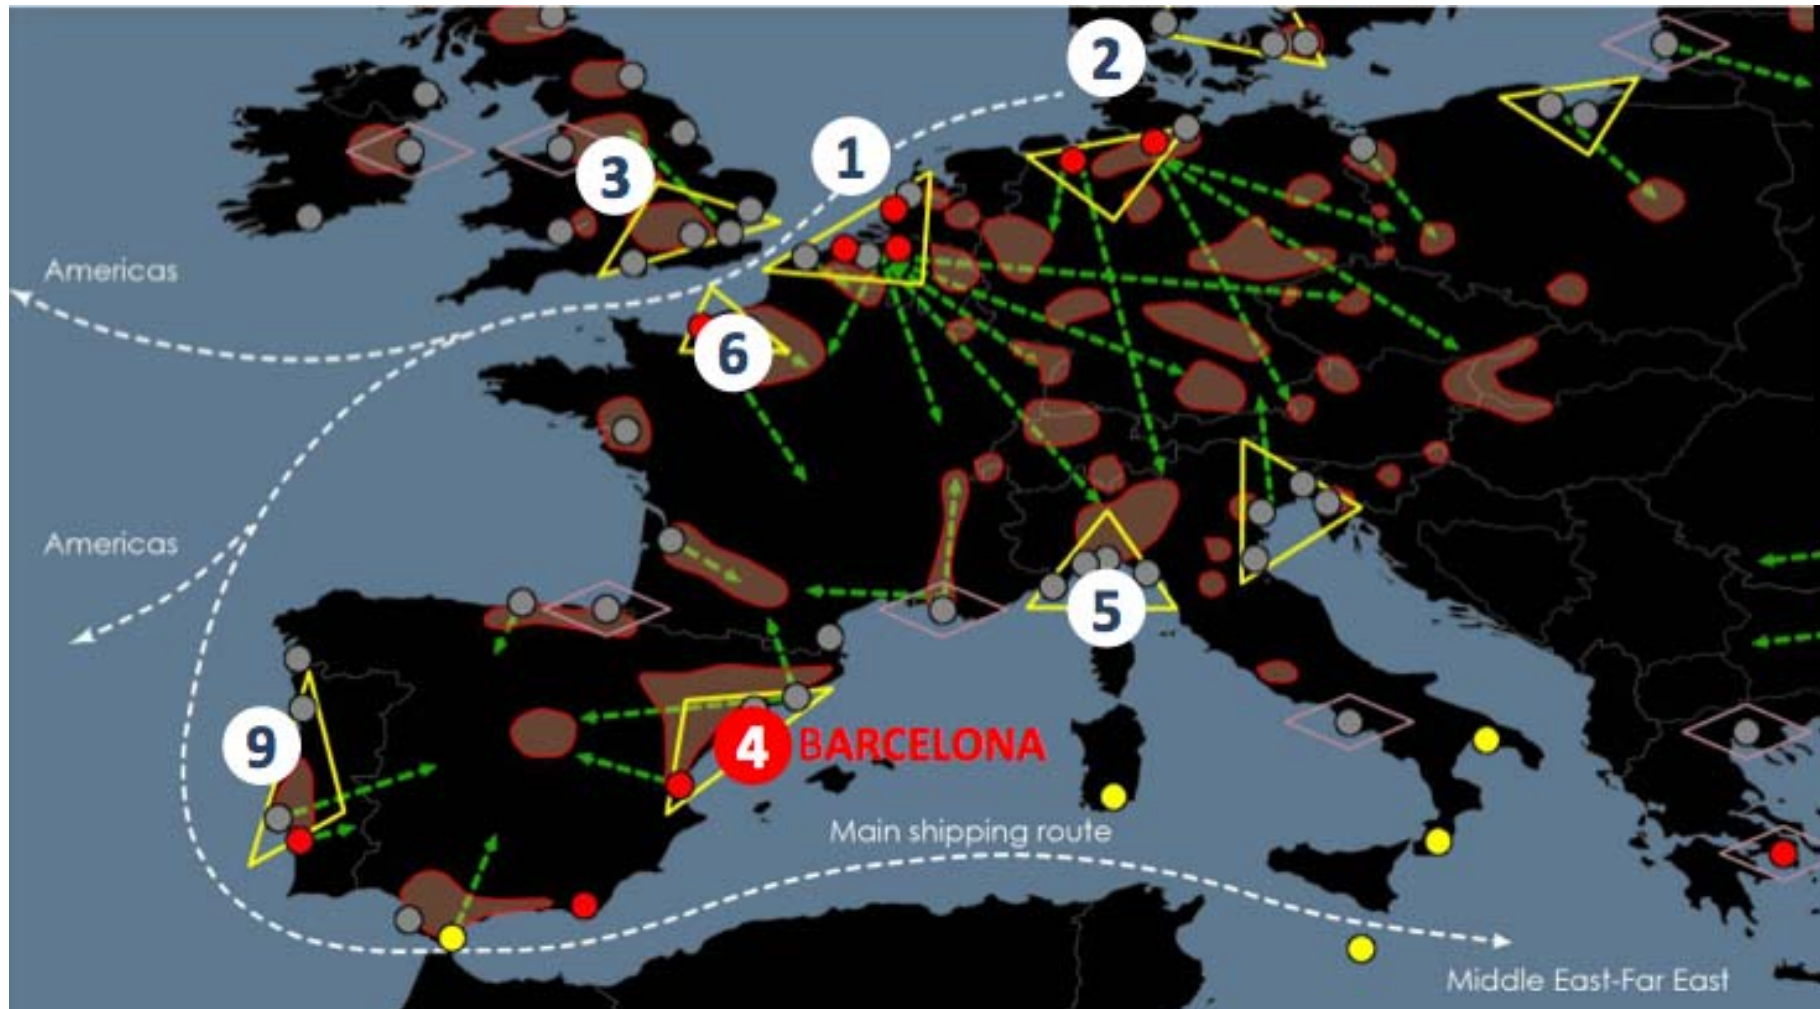 2
1
3
Americas
6
Americas
5
9
4 BARCELONA
Main shipping route
Middle East-Far East